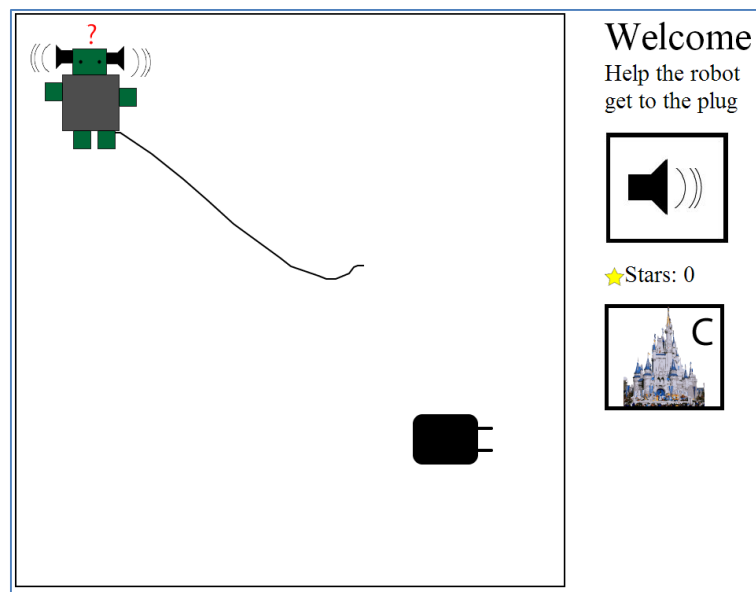 ?
Welcome
Help the robot
get to the plug
Stars: 0
C